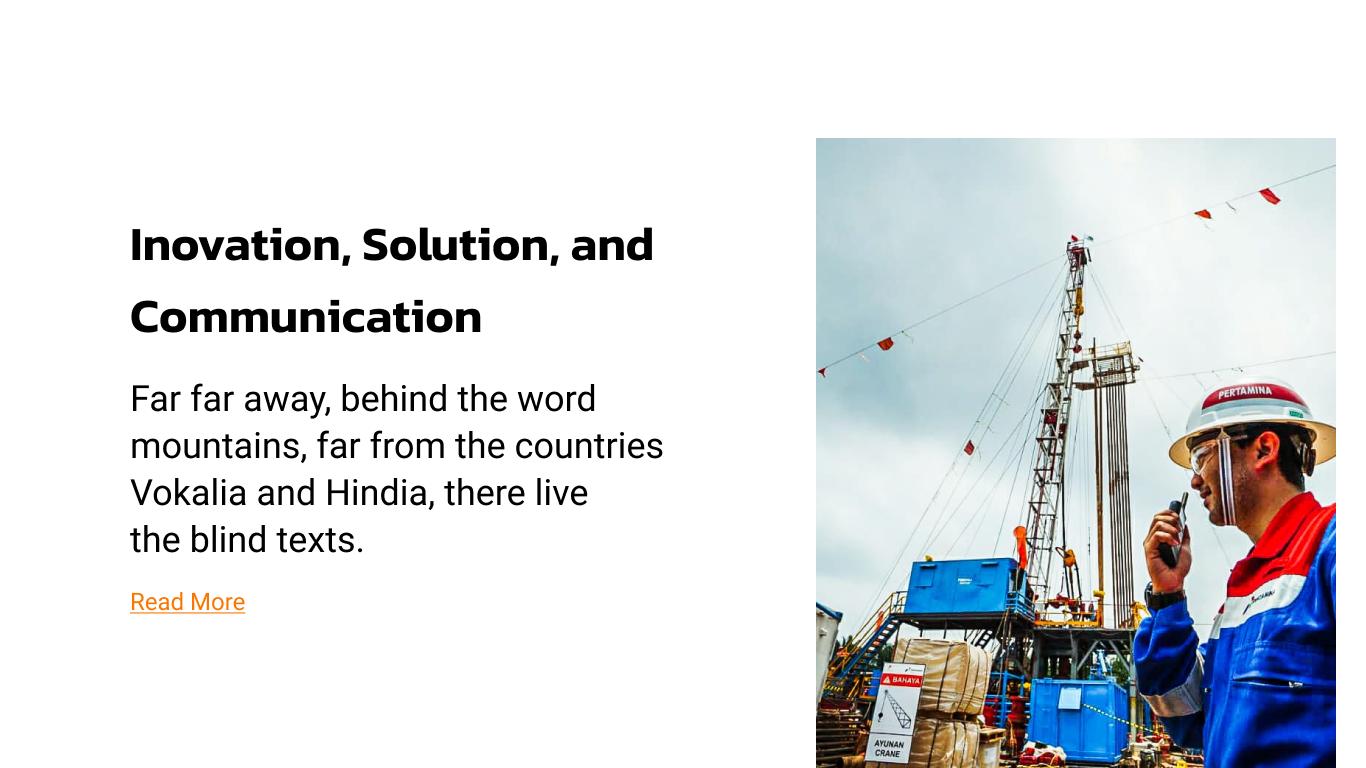 Inovation, Solution, and
Communication
Far far away, behind the word
mountains, far from the countries
Vokalia and Hindia, there live
the blind texts.
Read More
PERTAMINA
BAHAYA
AYUNAN
CRANE